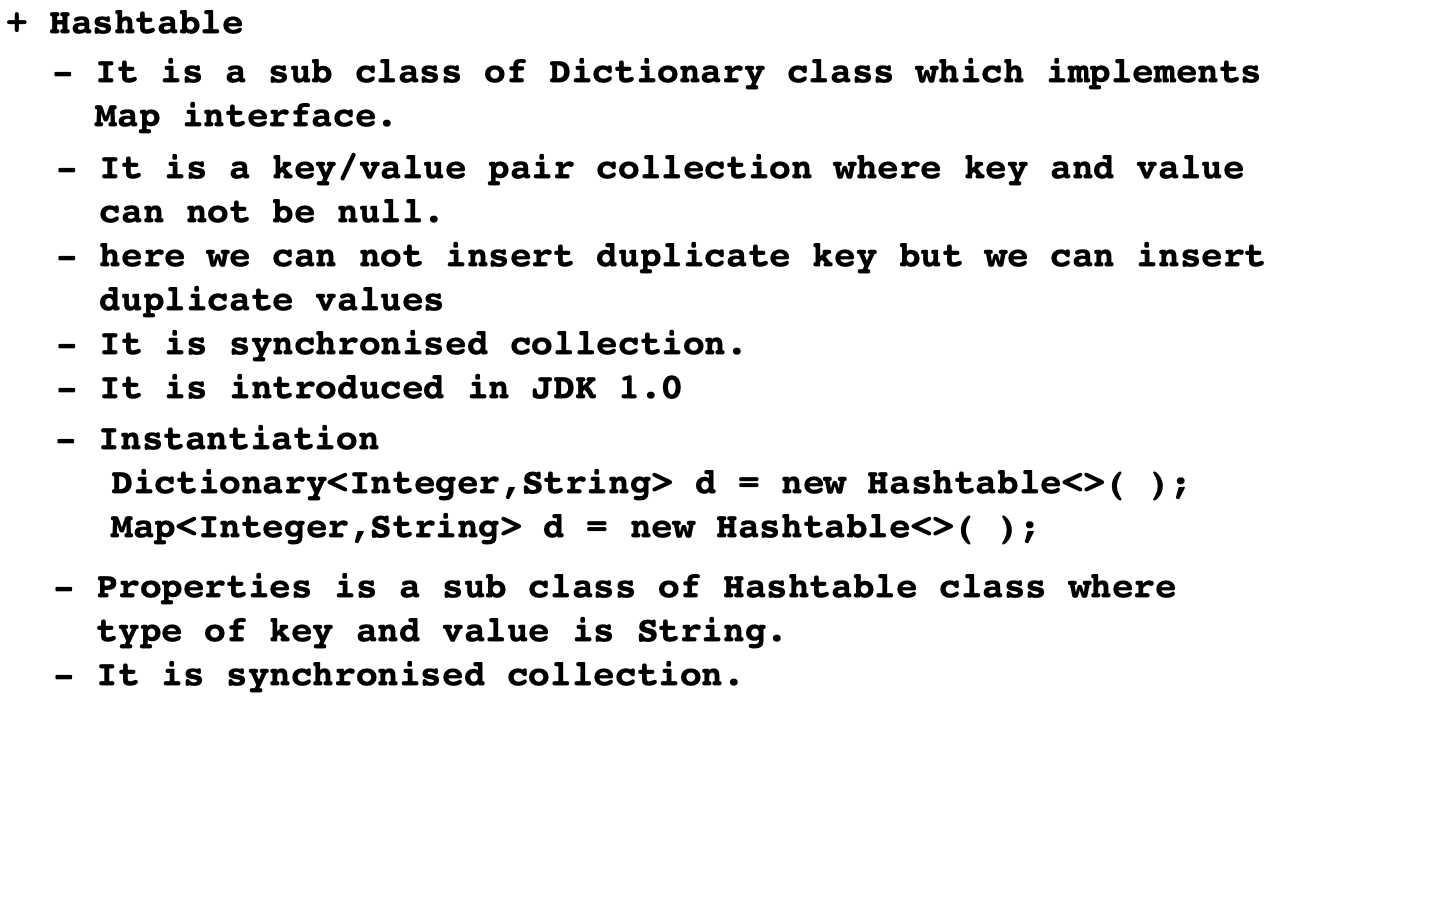 + Hashtable
- It is a sub class of Dictionary class which implements
Map interface.
- It is a key/value pair collection where key and value
can not be null.
- here we can not insert duplicate key but we can insert
duplicate values
- It is synchronised collection.
- It is introduced in JDK 1.0
- Instantiation
Dictionary<Integer,String> d = new Hashtable<>( );
Map<Integer,String> d = new Hashtable<>( );
- Properties is a sub class of Hashtable class where
type of key and value is String.
- It is synchronised collection.